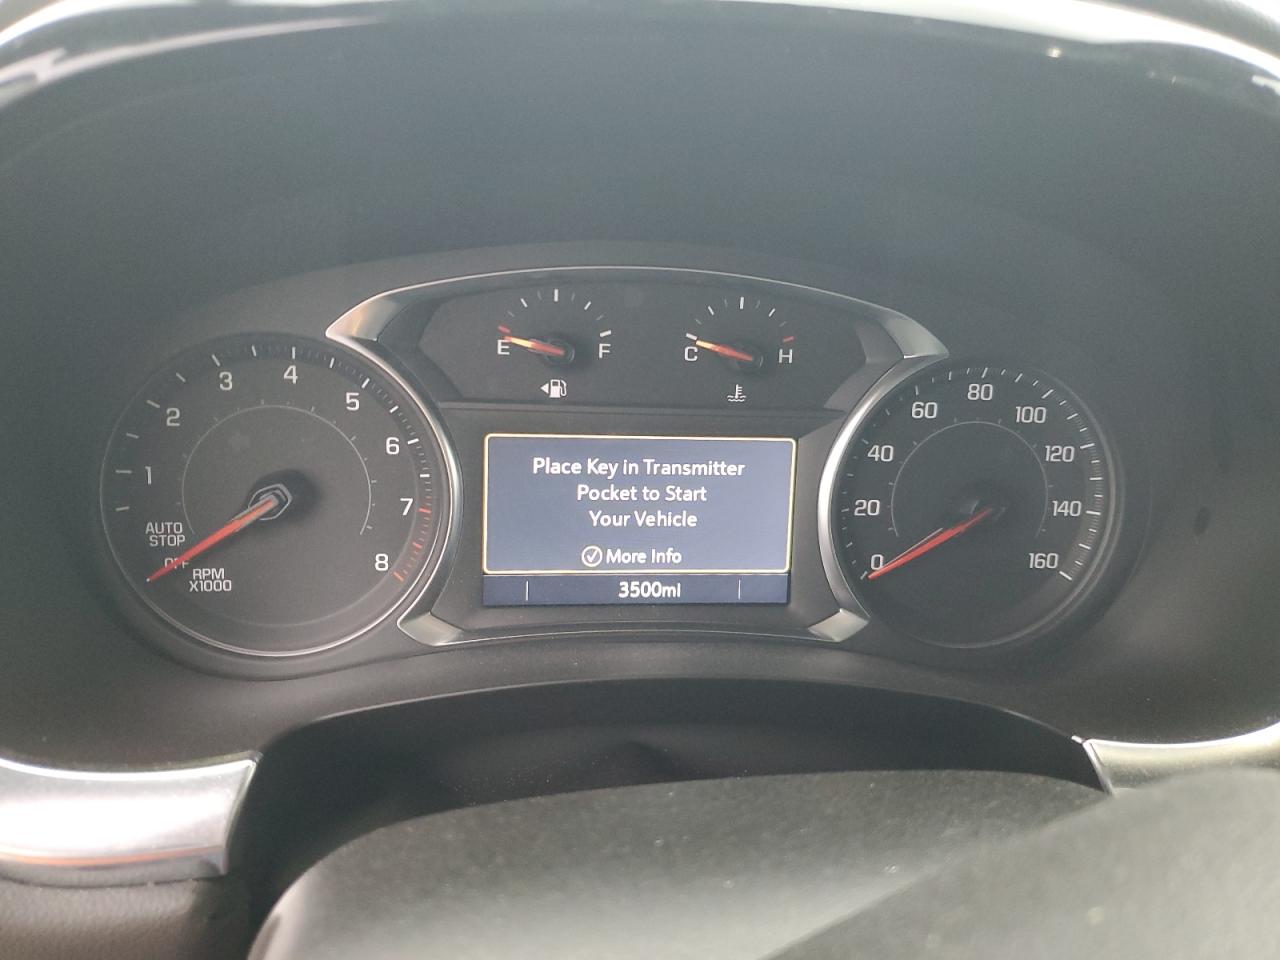 E
F
C
H
1
2
3
4
5
6
7
8
AUTO
STOP
OFF
RPM
X1000
Place Key in Transmitter
Pocket to Start
Your Vehicle
More Info
3500mi
0
20
40
60
80
100
120
140
160